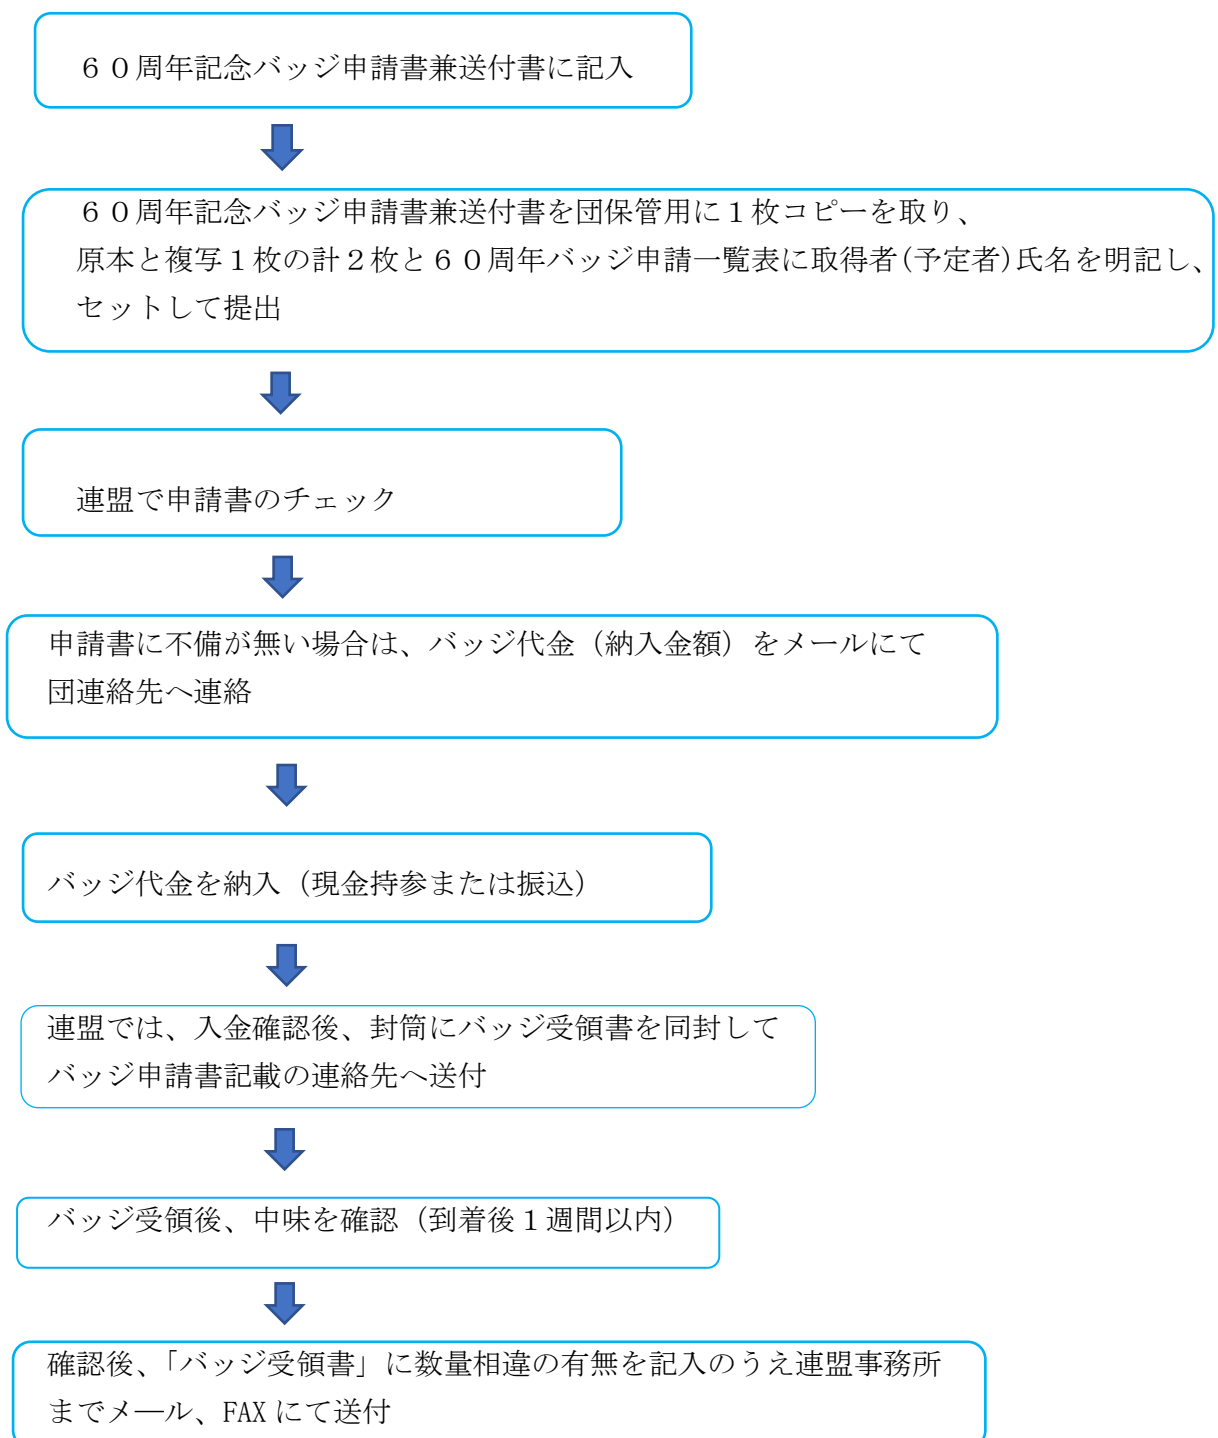 ６０周年記念バッジ申請書兼送付書に記入
６０周年記念バッジ申請書兼送付書を団保管用に１枚コピーを取り、
原本と複写１枚の計２枚と６０周年バッジ申請一覧表に取得者(予定者)氏名を明記し、
セットして提出
連盟で申請書のチェック
申請書に不備が無い場合は、バッジ代金（納入金額）をメールにて
団連絡先へ連絡
バッジ代金を納入（現金持参または振込）
連盟では、入金確認後、封筒にバッジ受領書を同封して
バッジ申請書記載の連絡先へ送付
バッジ受領後、中味を確認（到着後１週間以内）
確認後、「バッジ受領書」に数量相違の有無を記入のうえ連盟事務所
までメ―ル、FAX にて送付